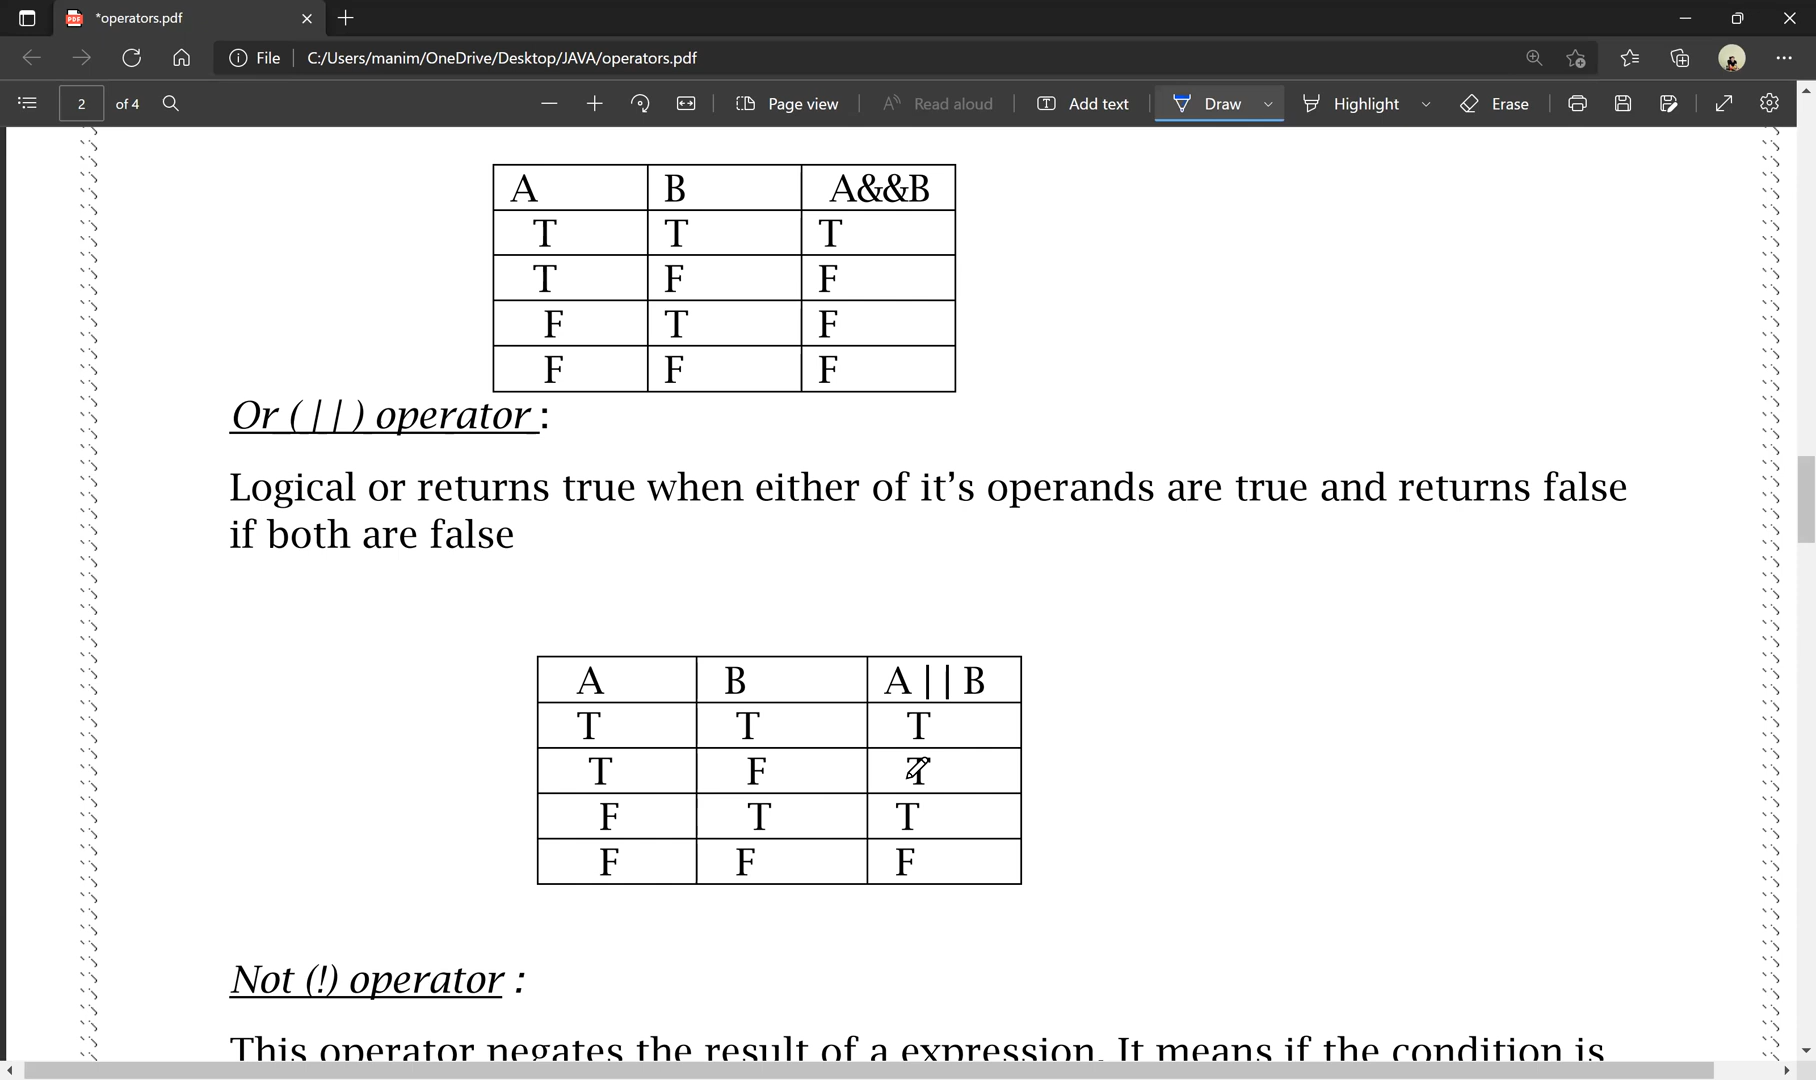 *operators.pdf
File C:/Users/manim/OneDrive/Desktop/JAVA/operators.pdf
2 of 4 Page view Read aloud Add text Draw Highlight Erase
A B A&&B
T T T
T F F
F T F
F F F
Or ( || ) operator :
Logical or returns true when either of it's operands are true and returns false
if both are false
A B A || B
T T T
T F T
F T T
F F F
Not (!) operator :
This operator negates the result of a expression. It means if the condition is